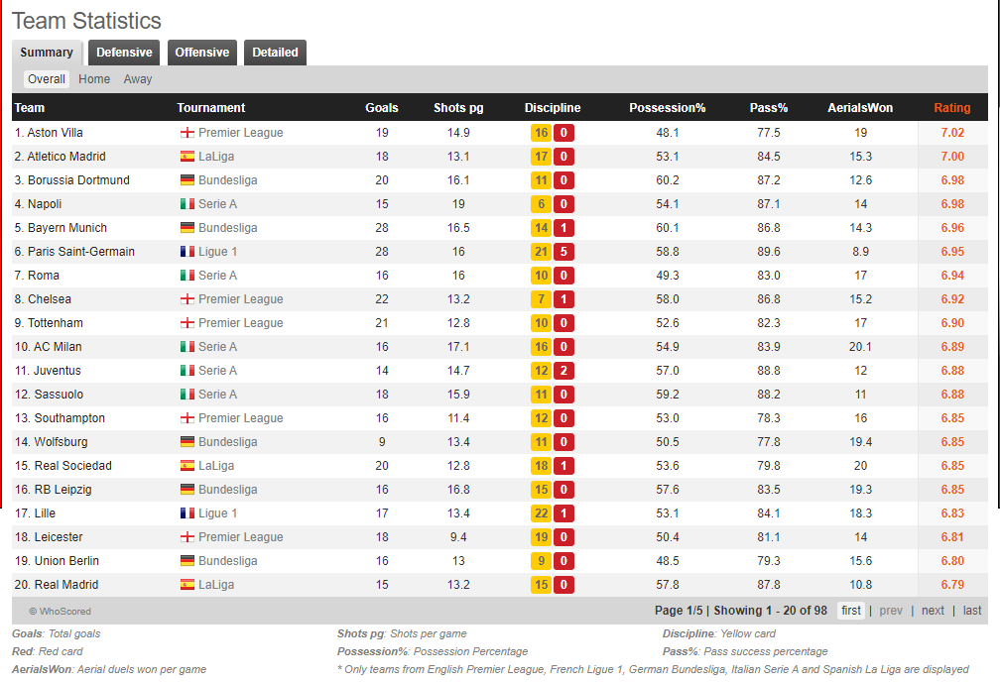 Team Statistics
Summary Defensive Offensive Detailed
Overall Home Away
Team Tournament Goals Shots pg Discipline Possession% Pass% AerialsWon Rating
1. Aston Villa Premier League 19 14.9 16 0 48.1 77.5 19 7.02
2. Atletico Madrid LaLiga 18 13.1 17 0 53.1 84.5 15.3 7.00
3. Borussia Dortmund Bundesliga 20 16.1 11 0 60.2 87.2 12.6 6.98
4. Napoli Serie A 15 19 6 0 54.1 87.1 14 6.98
5. Bayern Munich Bundesliga 28 16.5 14 1 60.1 86.8 14.3 6.96
6. Paris Saint-Germain Ligue 1 28 16 21 5 58.8 89.6 8.9 6.95
7. Roma Serie A 16 16 10 0 49.3 83.0 17 6.94
8. Chelsea Premier League 22 13.2 7 1 58.0 86.8 15.2 6.92
9. Tottenham Premier League 21 12.8 10 0 52.6 82.3 17 6.90
10. AC Milan Serie A 16 17.1 16 0 54.9 83.9 20.1 6.89
11. Juventus Serie A 14 14.7 12 2 57.0 88.8 12 6.88
12. Sassuolo Serie A 18 15.9 11 0 59.2 88.2 11 6.88
13. Southampton Premier League 16 11.4 12 0 53.0 78.3 16 6.85
14. Wolfsburg Bundesliga 9 13.4 11 0 50.5 77.8 19.4 6.85
15. Real Sociedad LaLiga 20 12.8 18 1 53.6 79.8 20 6.85
16. RB Leipzig Bundesliga 16 16.8 15 0 57.6 83.5 19.3 6.85
17. Lille Ligue 1 17 13.4 22 1 53.1 84.1 18.3 6.83
18. Leicester Premier League 18 9.4 19 0 50.4 81.1 14 6.81
19. Union Berlin Bundesliga 16 13 9 0 48.5 79.3 15.6 6.80
20. Real Madrid LaLiga 15 13.2 15 0 57.8 87.8 10.8 6.79
© WhoScored Page 1/5 | Showing 1 - 20 of 98 first | prev | next | last
Goals: Total goals Shots pg: Shots per game Discipline: Yellow card
Red: Red card Possession%: Possession Percentage Pass%: Pass success percentage
AerialsWon: Aerial duels won per game * Only teams from English Premier League, French Ligue 1, German Bundesliga, Italian Serie A and Spanish La Liga are displayed